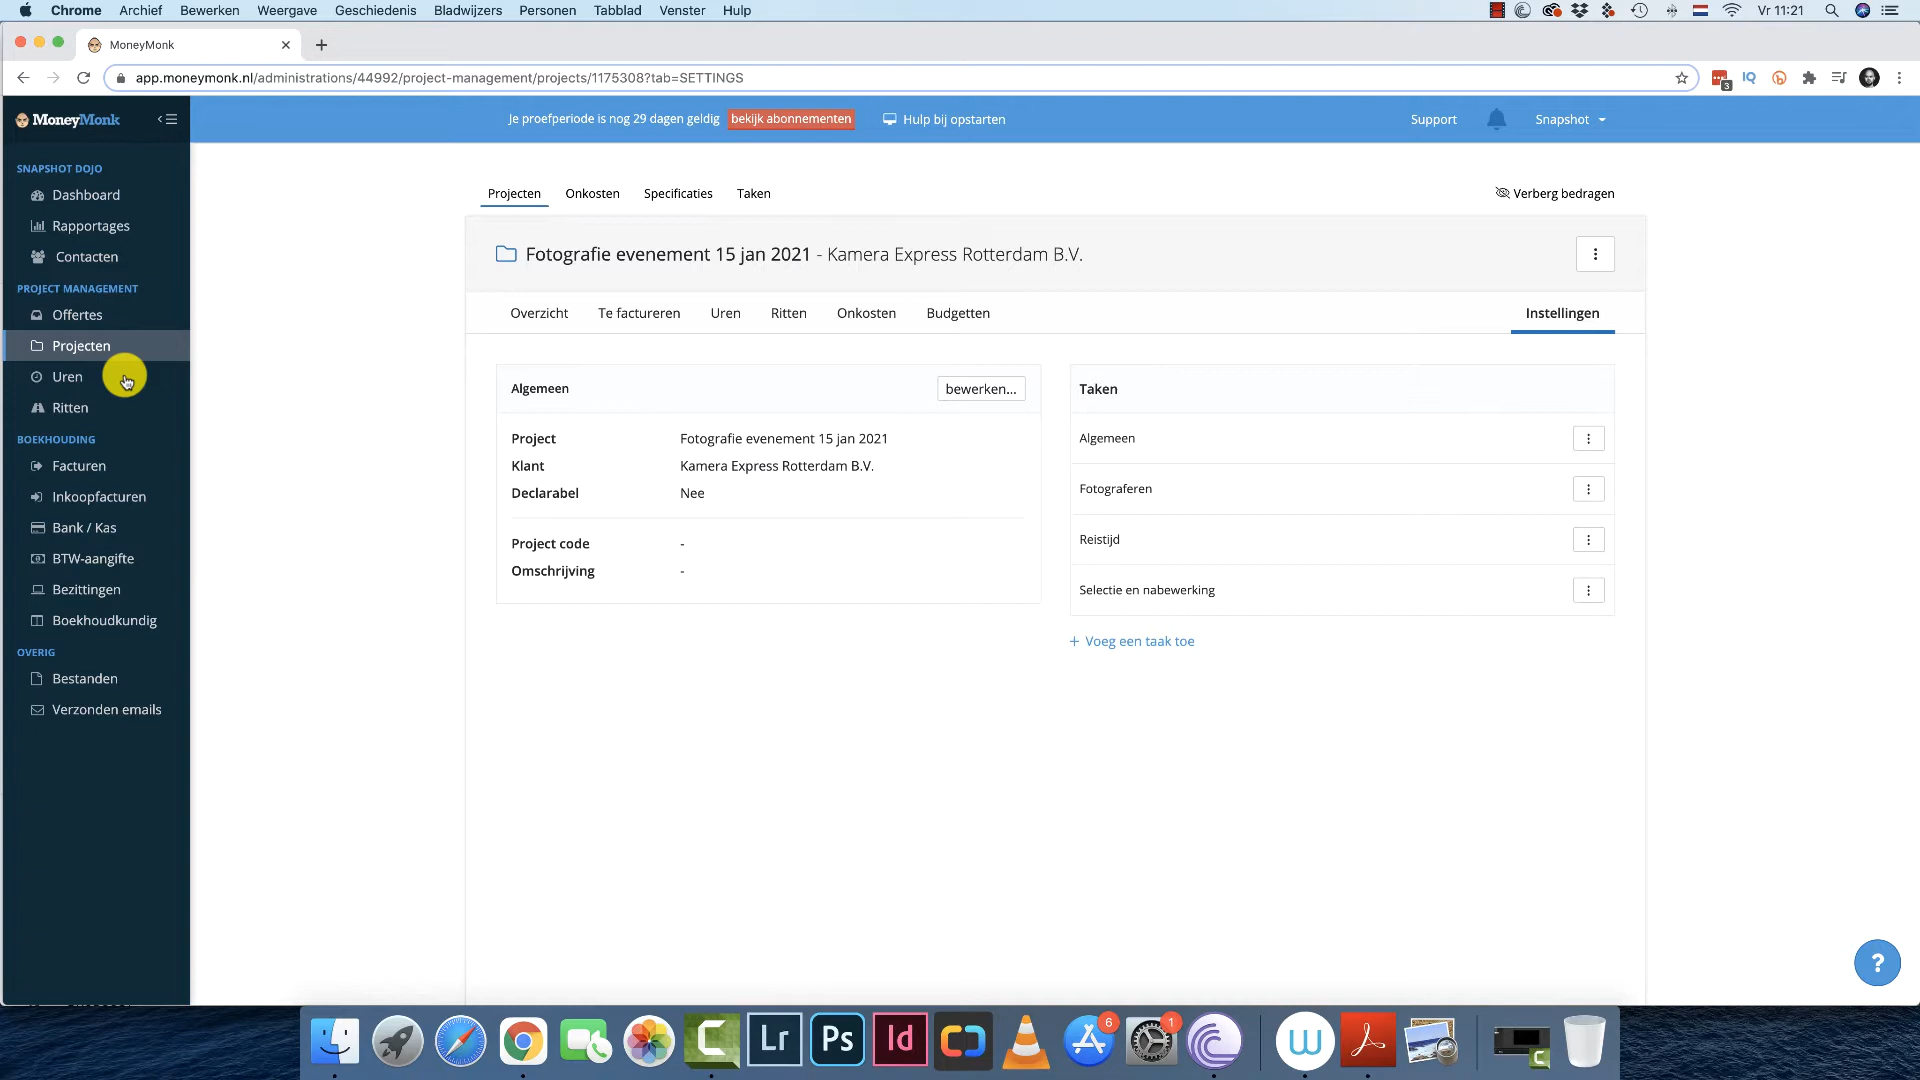 Chrome Archief Bewerken Weergave Geschiedenis Bladwijzers Personen Tabblad Venster Hulp
Vr 11:21
MoneyMonk
app.moneymonk.nl/administrations/44992/project-management/projects/1175308?tab=SETTINGS
3
IQ
MoneyMonk
Je proefperiode is nog 29 dagen geldig bekijk abonnementen Hulp bij opstarten Support Snapshot
SNAPSHOT DOJO
Dashboard
Rapportages
Contacten
PROJECT MANAGEMENT
Offertes
Projecten
Uren
Ritten
BOEKHOUDING
Facturen
Inkoopfacturen
Bank / Kas
BTW-aangifte
Bezittingen
Boekhoudkundig
OVERIG
Bestanden
Verzonden emails
Projecten Onkosten Specificaties Taken Verberg bedragen
Fotografie evenement 15 jan 2021 - Kamera Express Rotterdam B.V.
Overzicht Te factureren Uren Ritten Onkosten Budgetten Instellingen
Algemeen bewerken...
Project Fotografie evenement 15 jan 2021
Klant Kamera Express Rotterdam B.V.
Declarabel Nee
Project code -
Omschrijving -
Taken
Algemeen
Fotograferen
Reistijd
Selectie en nabewerking
+ Voeg een taak toe
?
Lr Ps Id 6 1